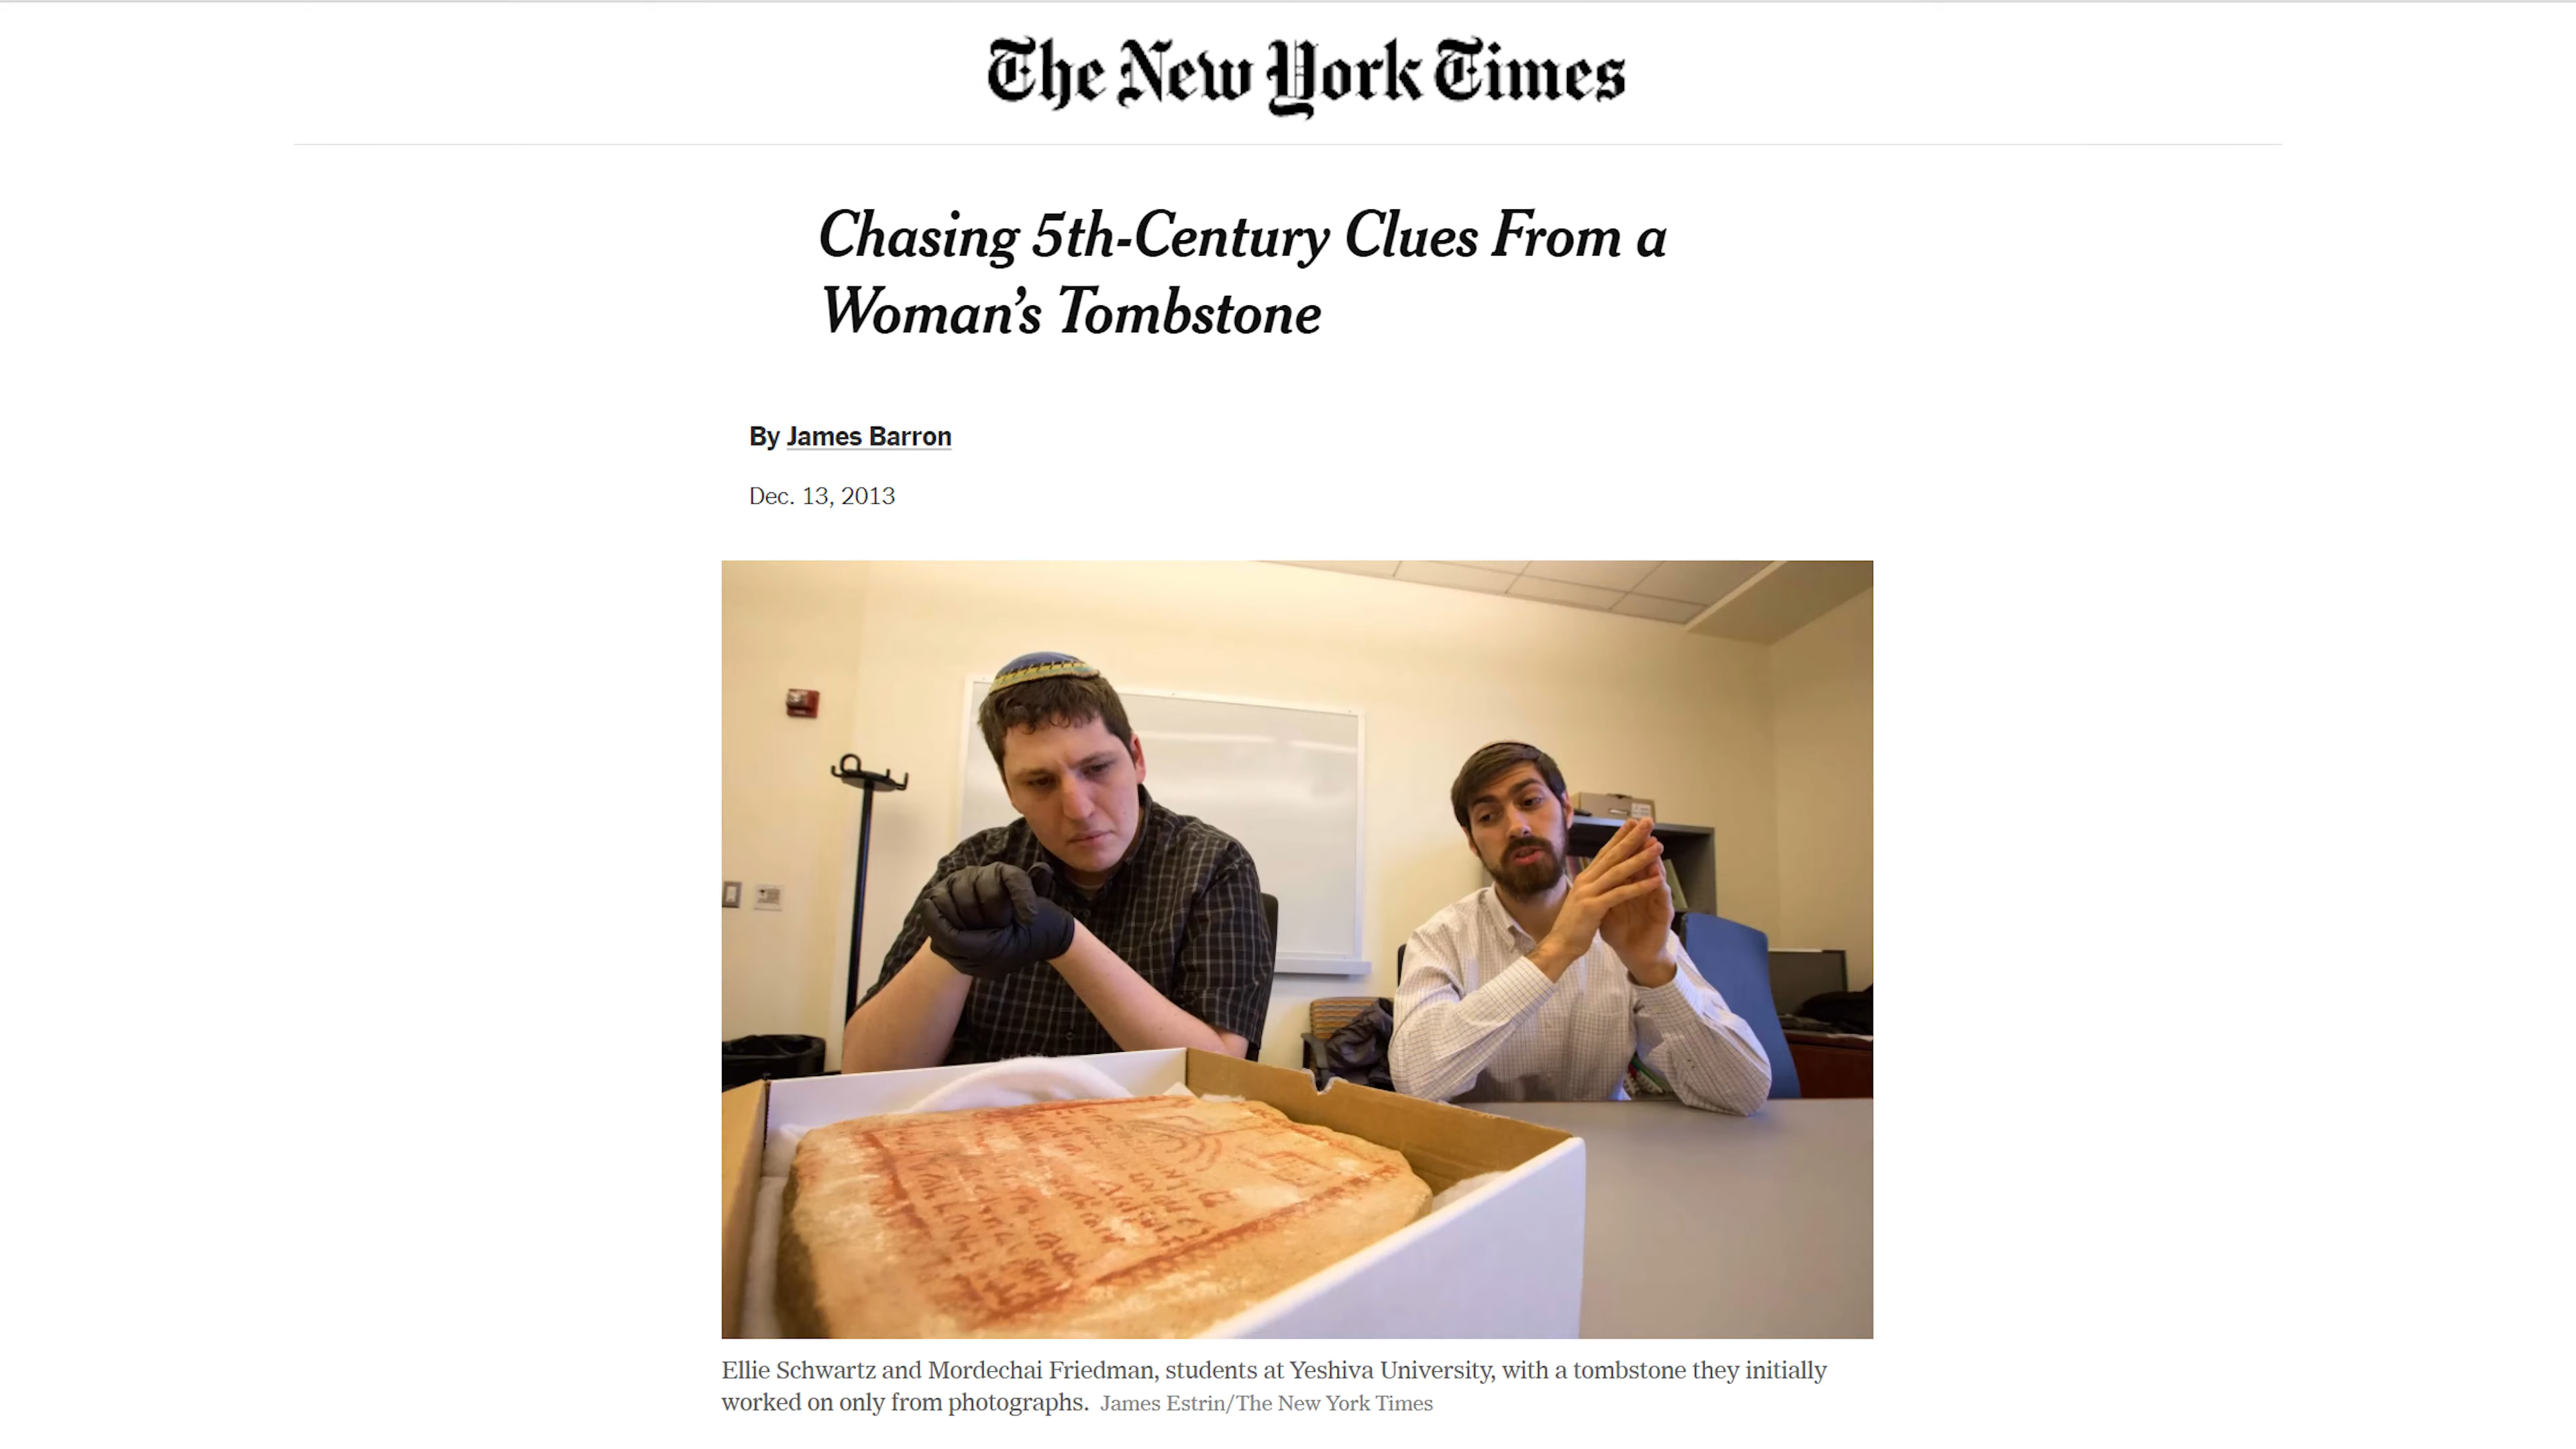 The New York Times
Chasing 5th-Century Clues From a
Woman's Tombstone
By James Barron
Dec. 13, 2013
Ellie Schwartz and Mordechai Friedman, students at Yeshiva University, with a tombstone they initially
worked on only from photographs. James Estrin/The New York Times